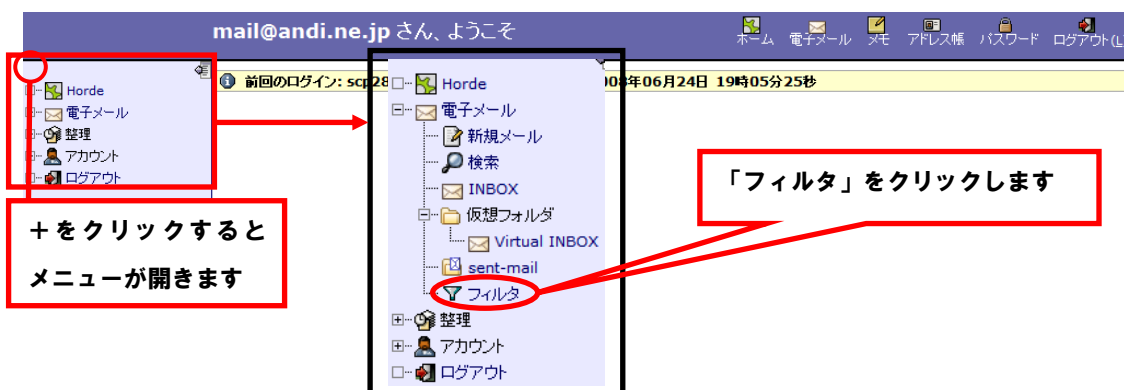 mail@andi.ne.jp さん、ようこそ
ホーム 電子メール メモ アドレス帳 パスワード ログアウト(L
前回のログイン: scp28
008年06月24日 19時05分25秒
Horde
電子メール
整理
アカウント
ログアウト
+をクリックすると
メニューが開きます
Horde
電子メール
新規メール
検索
INBOX
仮想フォルダ
Virtual INBOX
sent-mail
フィルタ
整理
アカウント
ログアウト
「フィルタ」をクリックします